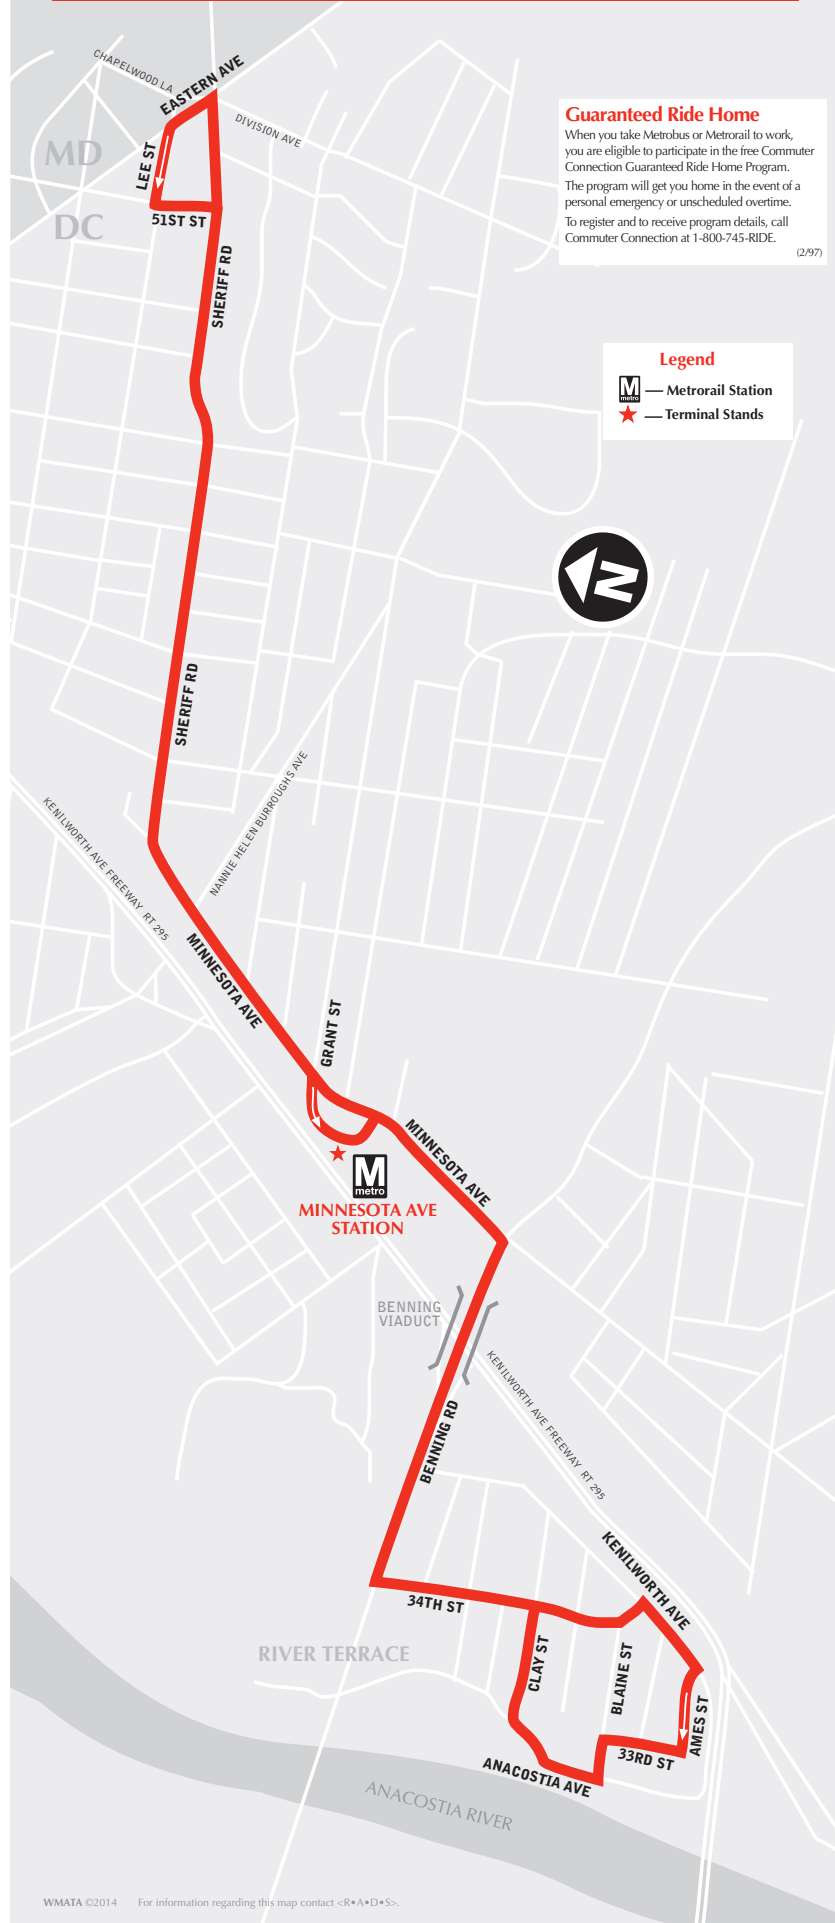 CHAPELWOOD LA
EASTERN AVE
DIVISION AVE
Guaranteed Ride Home
When you take Metrobus or Metrorail to work,
you are eligible to participate in the free Commuter
Connection Guaranteed Ride Home Program.
The program will get you home in the event of a
personal emergency or unscheduled overtime.
To register and to receive program details, call
Commuter Connection at 1-800-745-RIDE.
(2/97)
MD
LEE ST
DC
51ST ST
SHERIFF RD
Legend
M
metro
— Metrorail Station
— Terminal Stands
N
SHERIFF RD
NANNIE HELEN BURROUGHS AVE
KENILWORTH AVE FREEWAY RT 295
MINNESOTA AVE
GRANT ST
MINNESOTA AVE
M
metro
MINNESOTA AVE
STATION
BENNING
VIADUCT
KENILWORTH AVE FREEWAY RT 295
BENNING RD
KENILWORTH AVE
34TH ST
RIVER TERRACE
CLAY ST
BLAINE ST
AMES ST
33RD ST
ANACOSTIA AVE
ANACOSTIA RIVER
WMATA ©2014 For information regarding this map contact <R•A•D•S>.